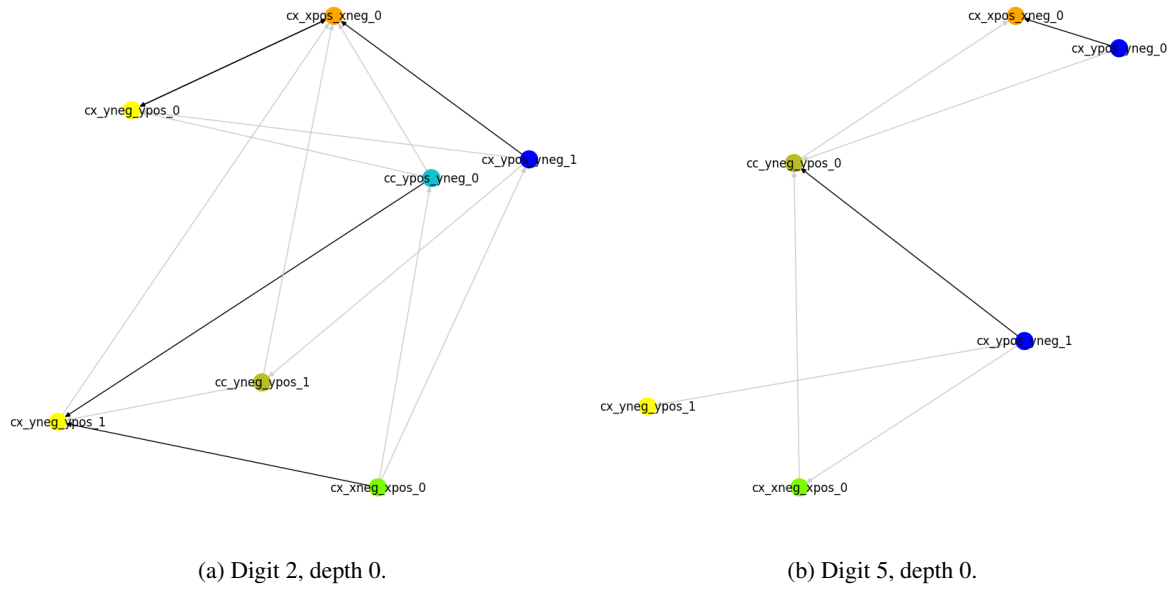 cx_xpos_xneg_0
cx_yneg_ypos_0
cx_ypos_yneg_1
cc_ypos_yneg_0
cc_yneg_ypos_1
cx_yneg_ypos_1
cx_xneg_xpos_0
(a) Digit 2, depth 0.
cx_xpos_xneg_0
cx_ypos_yneg_0
cc_yneg_ypos_0
cx_ypos_yneg_1
cx_yneg_ypos_1
cx_xneg_xpos_0
(b) Digit 5, depth 0.